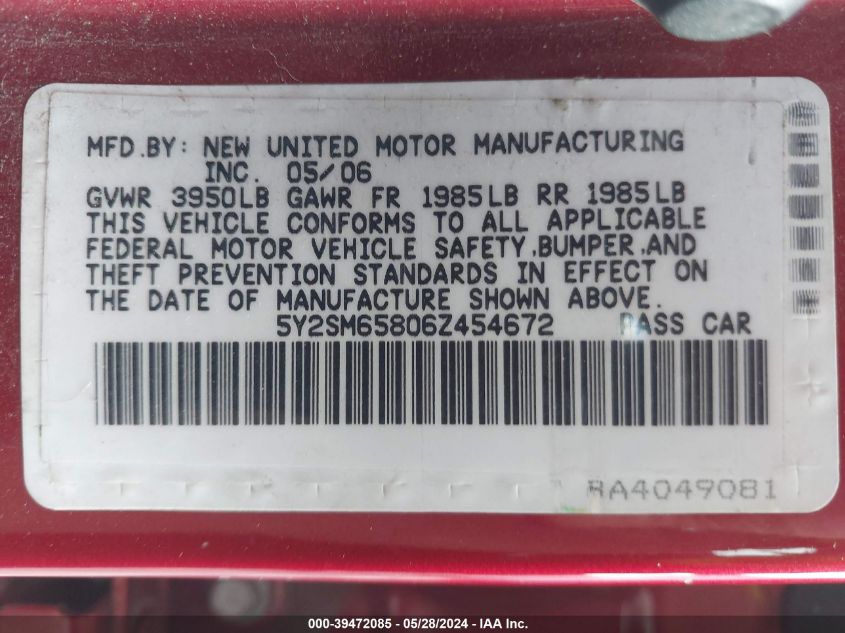 MFD.BY: NEW UNITED MOTOR MANUFACTURING
INC. 05/06
GVWR 3950LB GAWR FR 1985LB RR 1985LB
THIS VEHICLE CONFORMS TO ALL APPLICABLE
FEDERAL MOTOR VEHICLE SAFETY,BUMPER,AND
THEFT PREVENTION STANDARDS IN EFFECT ON
THE DATE OF MANUFACTURE SHOWN ABOVE.
5Y2SM65806Z454672 PASS CAR
RA4049081
000-39472085 - 05/28/2024 - IAA Inc.